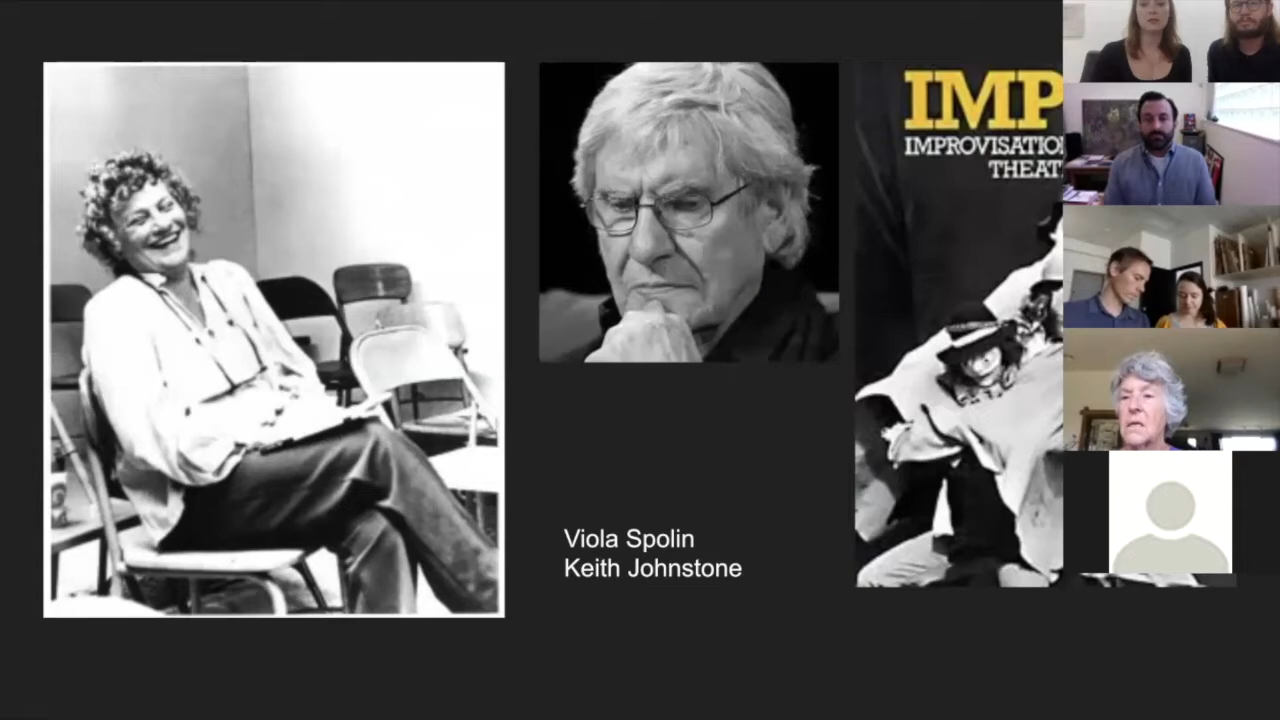 IMP
IMPROVISATIO
THEAT
Viola Spolin
Keith Johnstone